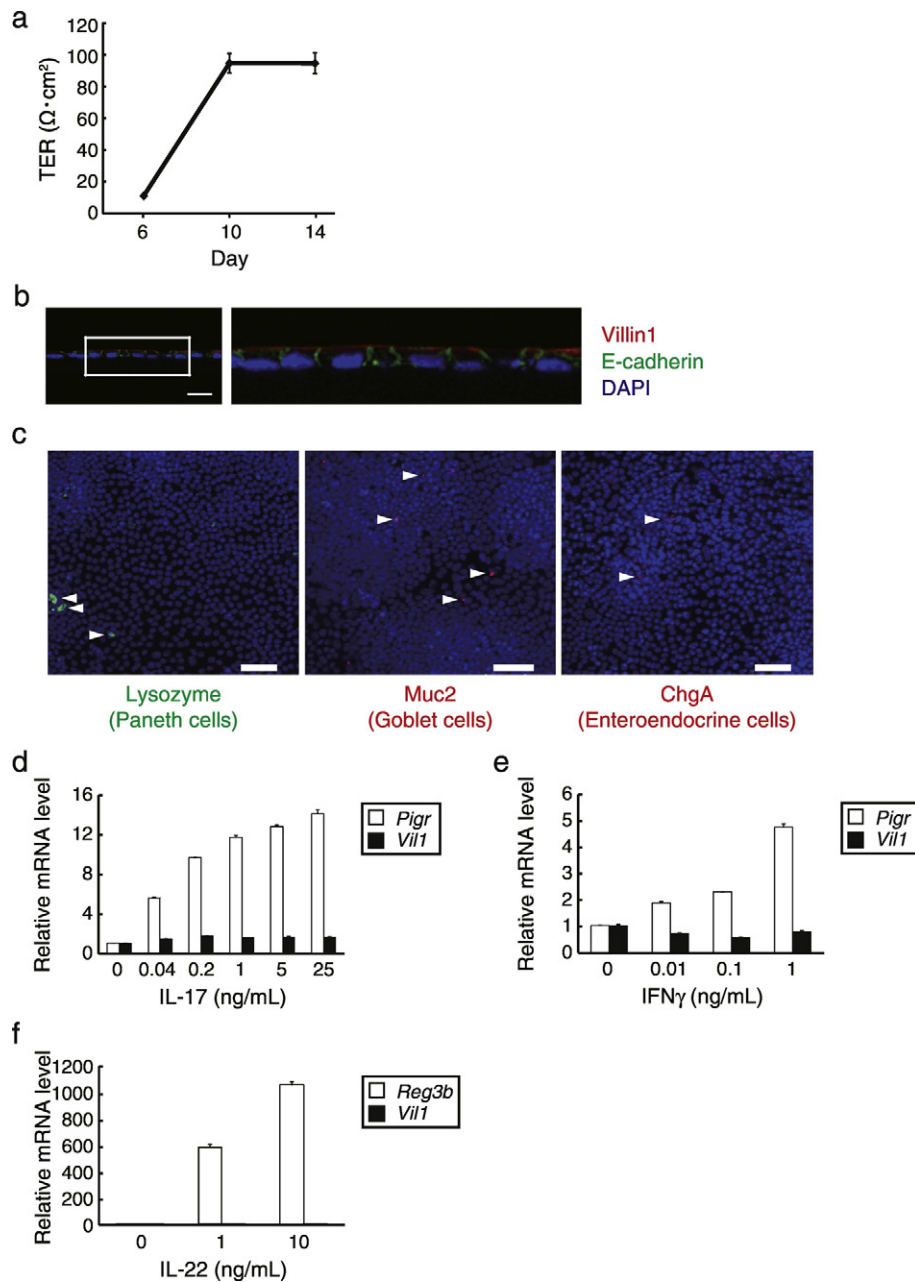 a
TER (Ω·cm²)
120
100
80
60
40
20
0
6 10 14
Day
b
Villin1
E-cadherin
DAPI
c
Lysozyme
(Paneth cells)
Muc2
(Goblet cells)
ChgA
(Enteroendocrine cells)
d
Relative mRNA level
16
12
8
4
0
0 0.04 0.2 1 5 25
IL-17 (ng/mL)
Pigr
Vil1
e
Relative mRNA level
6
5
4
3
2
1
0
0 0.01 0.1 1
IFNγ (ng/mL)
Pigr
Vil1
f
Relative mRNA level
1200
1000
800
600
400
200
0
0 1 10
IL-22 (ng/mL)
Reg3b
Vil1